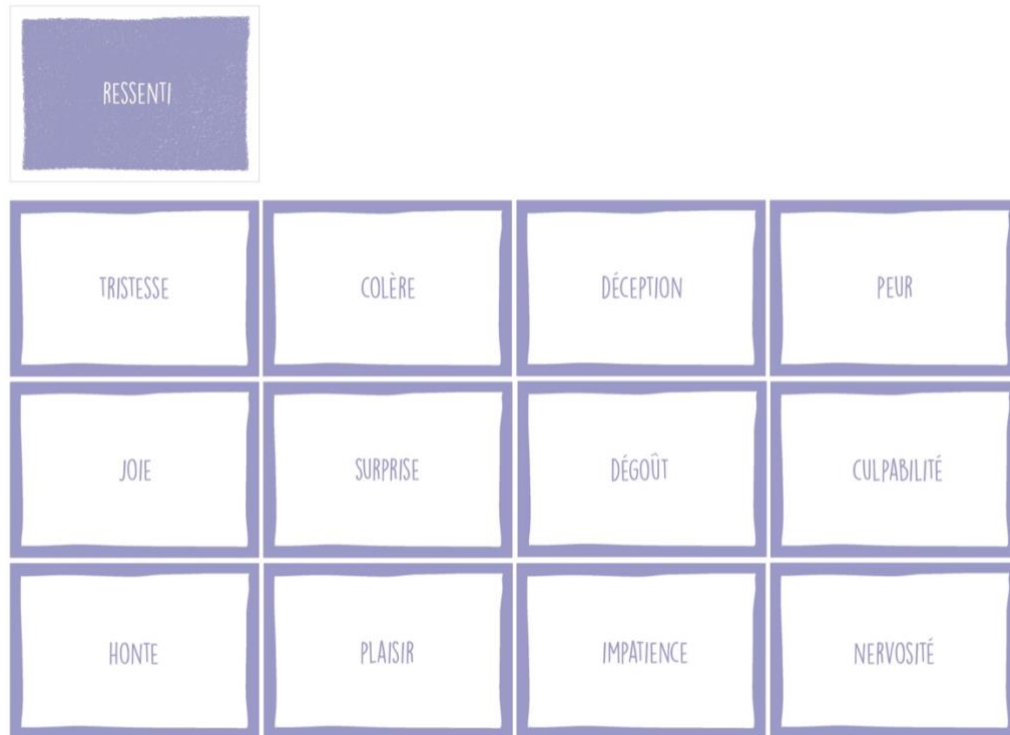 RESSENTI
TRISTESSE
COLÈRE
DÉCEPTION
PEUR
JOIE
SURPRISE
DÉGOÛT
CULPABILITÉ
HONTE
PLAISIR
IMPATIENCE
NERVOSITÉ